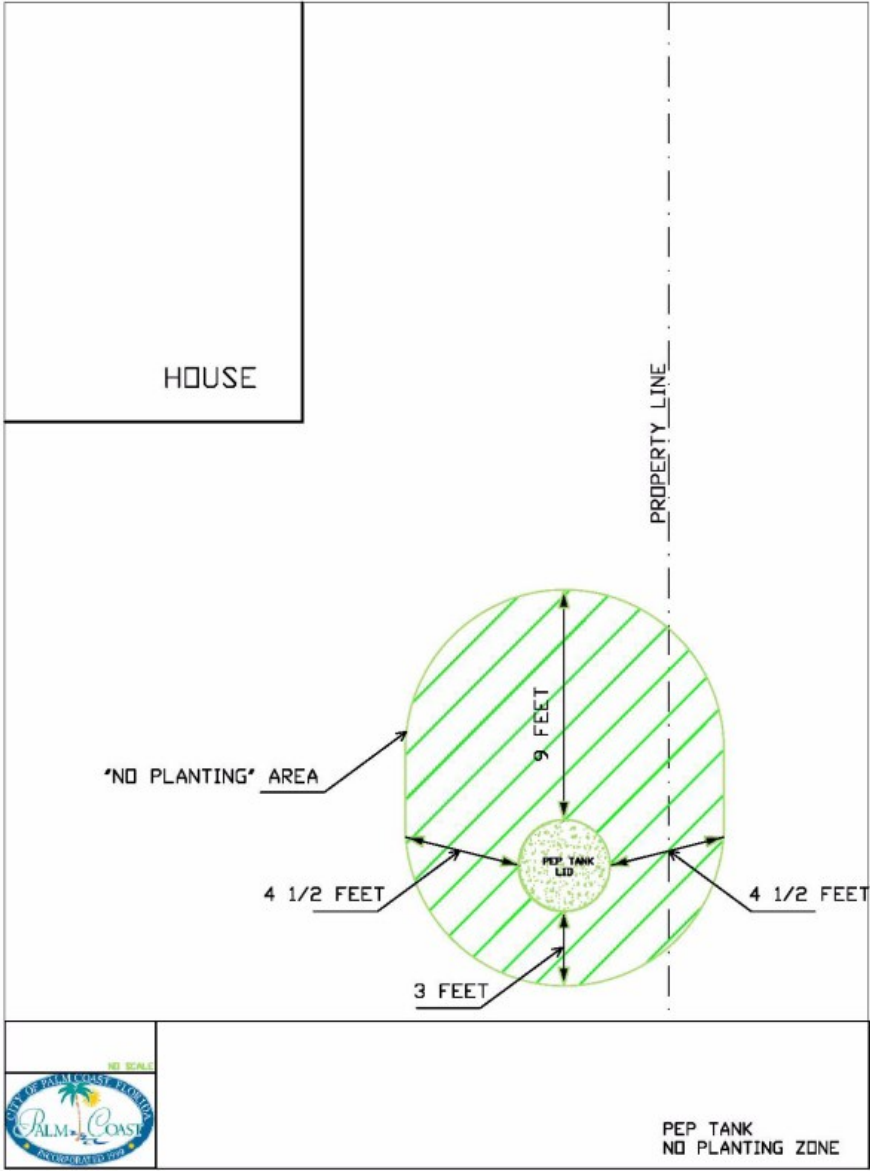 HOUSE
PROPERTY LINE
9 FEET
"NO PLANTING" AREA
PEP TANK
LID
4 1/2 FEET
4 1/2 FEET
3 FEET
NO SCALE
CITY OF PALM COAST, FLORIDA
PALM COAST
INCORPORATED 1999
PEP TANK
NO PLANTING ZONE